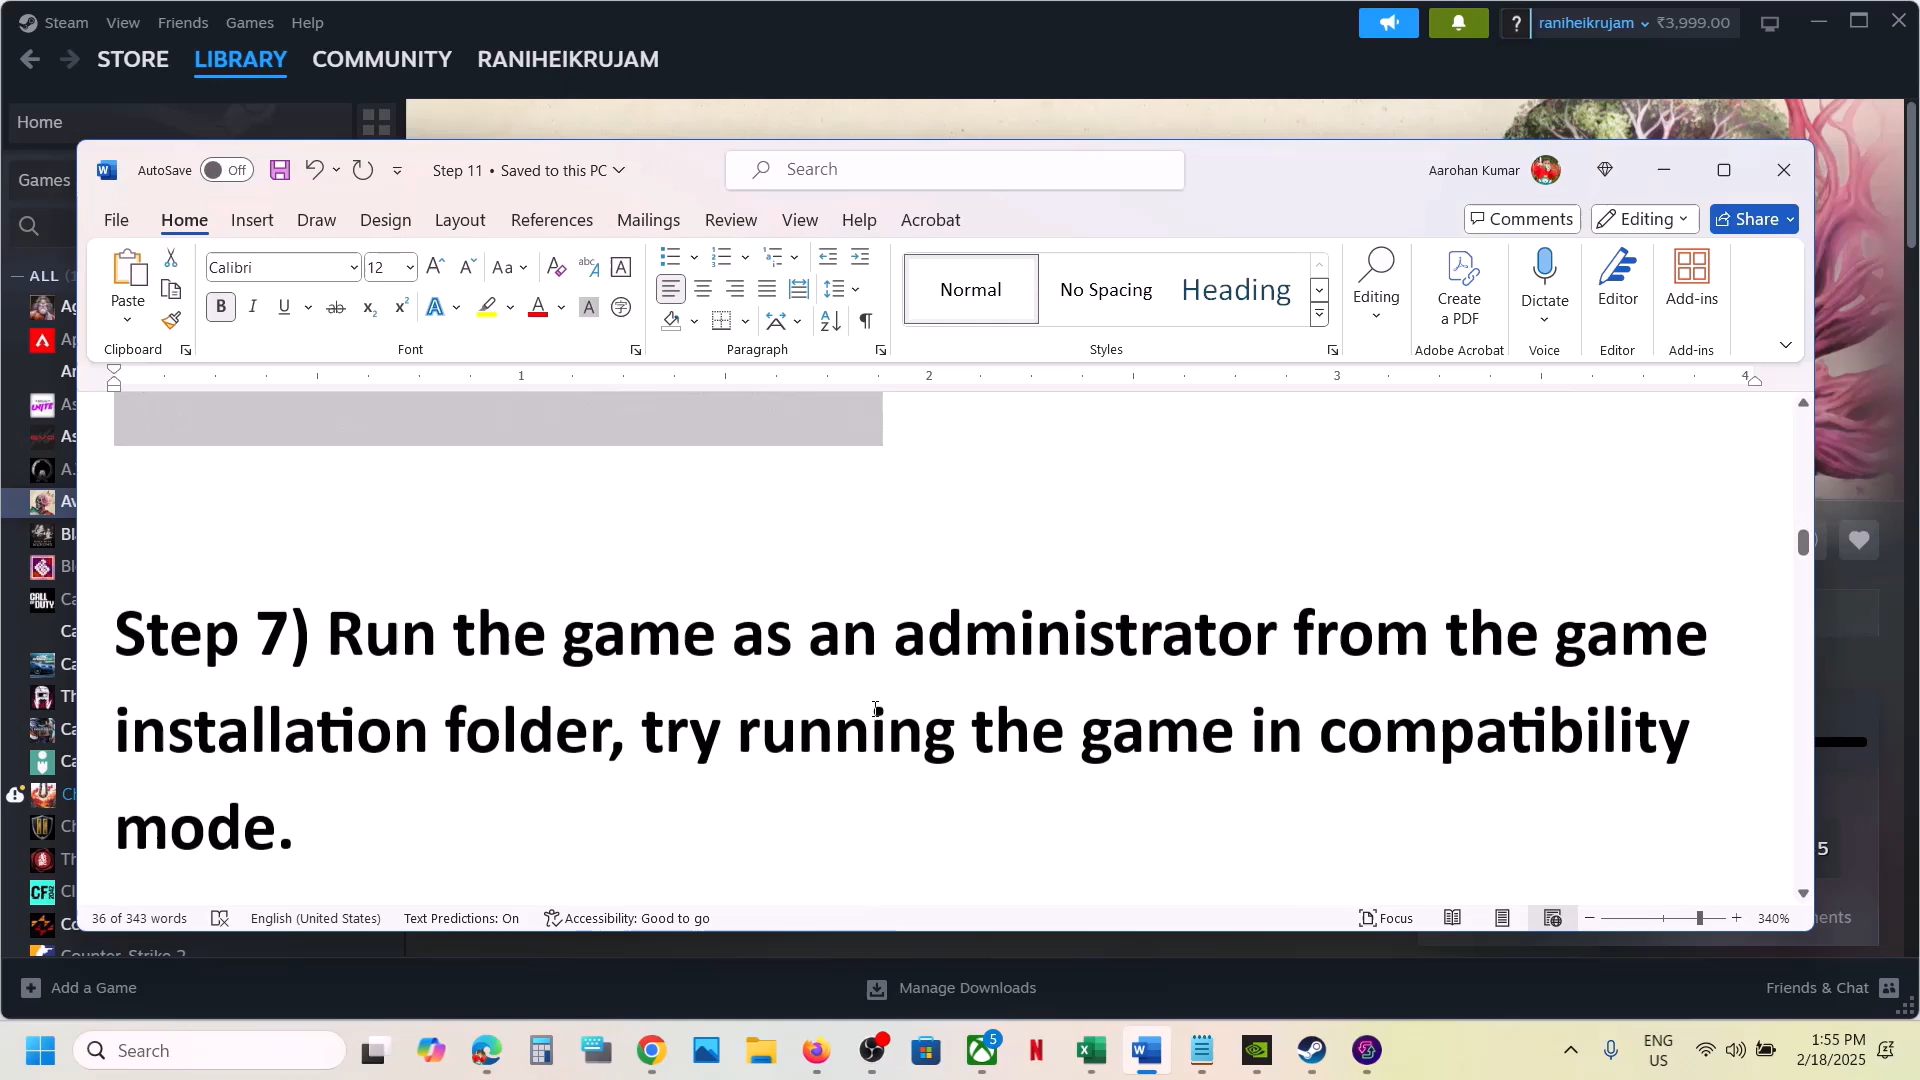 Steam View Friends Games Help
raniheikrujam ₹3,999.00
STORE LIBRARY COMMUNITY RANIHEIKRUJAM
Home
Games
ALL
AutoSave Off
Step 11 • Saved to this PC
Search
Aarohan Kumar
File Home Insert Draw Design Layout References Mailings Review View Help Acrobat
Comments Editing Share
Calibri 12
Paste
Normal
No Spacing
Heading
Editing
Create a PDF
Dictate
Editor
Add-ins
Clipboard Font Paragraph Styles Adobe Acrobat Voice Editor Add-ins
1 2 3 4
Step 7) Run the game as an administrator from the game
installation folder, try running the game in compatibility
mode.
36 of 343 words English (United States) Text Predictions: On Accessibility: Good to go Focus 340%
Add a Game
Manage Downloads
Friends & Chat
Search
5
ENG
US
1:55 PM
2/18/2025